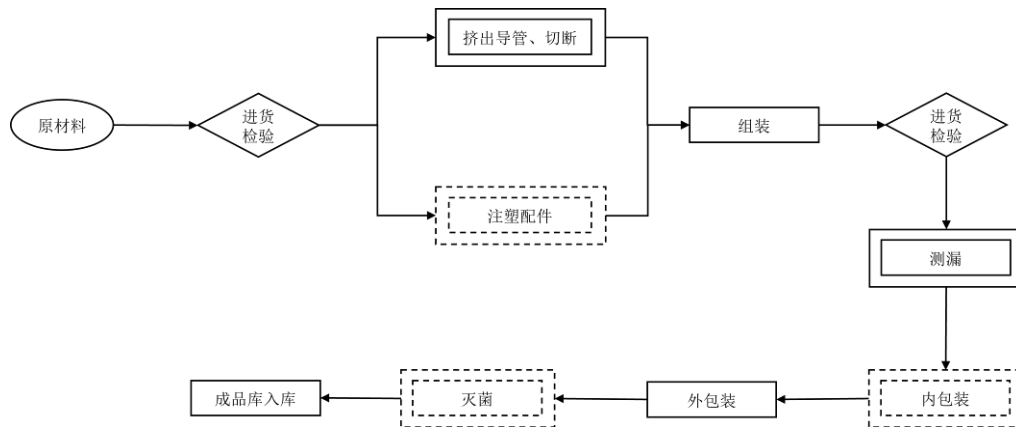 挤出导管、切断
原材料
进货
检验
组装
进货
检验
注塑配件
测漏
成品库入库
灭菌
外包装
内包装